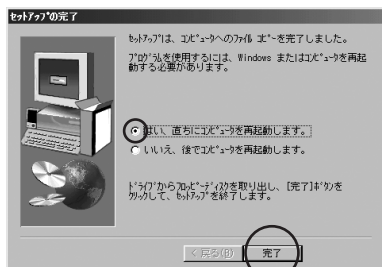 セットアップの完了
ｾｯﾄｱｯﾌﾟは、ｺﾝﾋﾟｭｰﾀへのﾌｧｲﾙ ｺﾋﾟｰを完了しました。
ﾌﾟﾛｸﾞﾗﾑを使用するには、Windows またはｺﾝﾋﾟｭｰﾀを再起
動する必要があります。
はい、直ちにｺﾝﾋﾟｭｰﾀを再起動します。
いいえ、後でｺﾝﾋﾟｭｰﾀを再起動します。
ﾄﾞﾗｲﾌﾞからﾌﾛｯﾋﾟｰﾃﾞｨｽｸを取り出し、[完了]ﾎﾞﾀﾝを
ｸﾘｯｸして、ｾｯﾄｱｯﾌﾟを終了します。
< 戻る(B) 完了